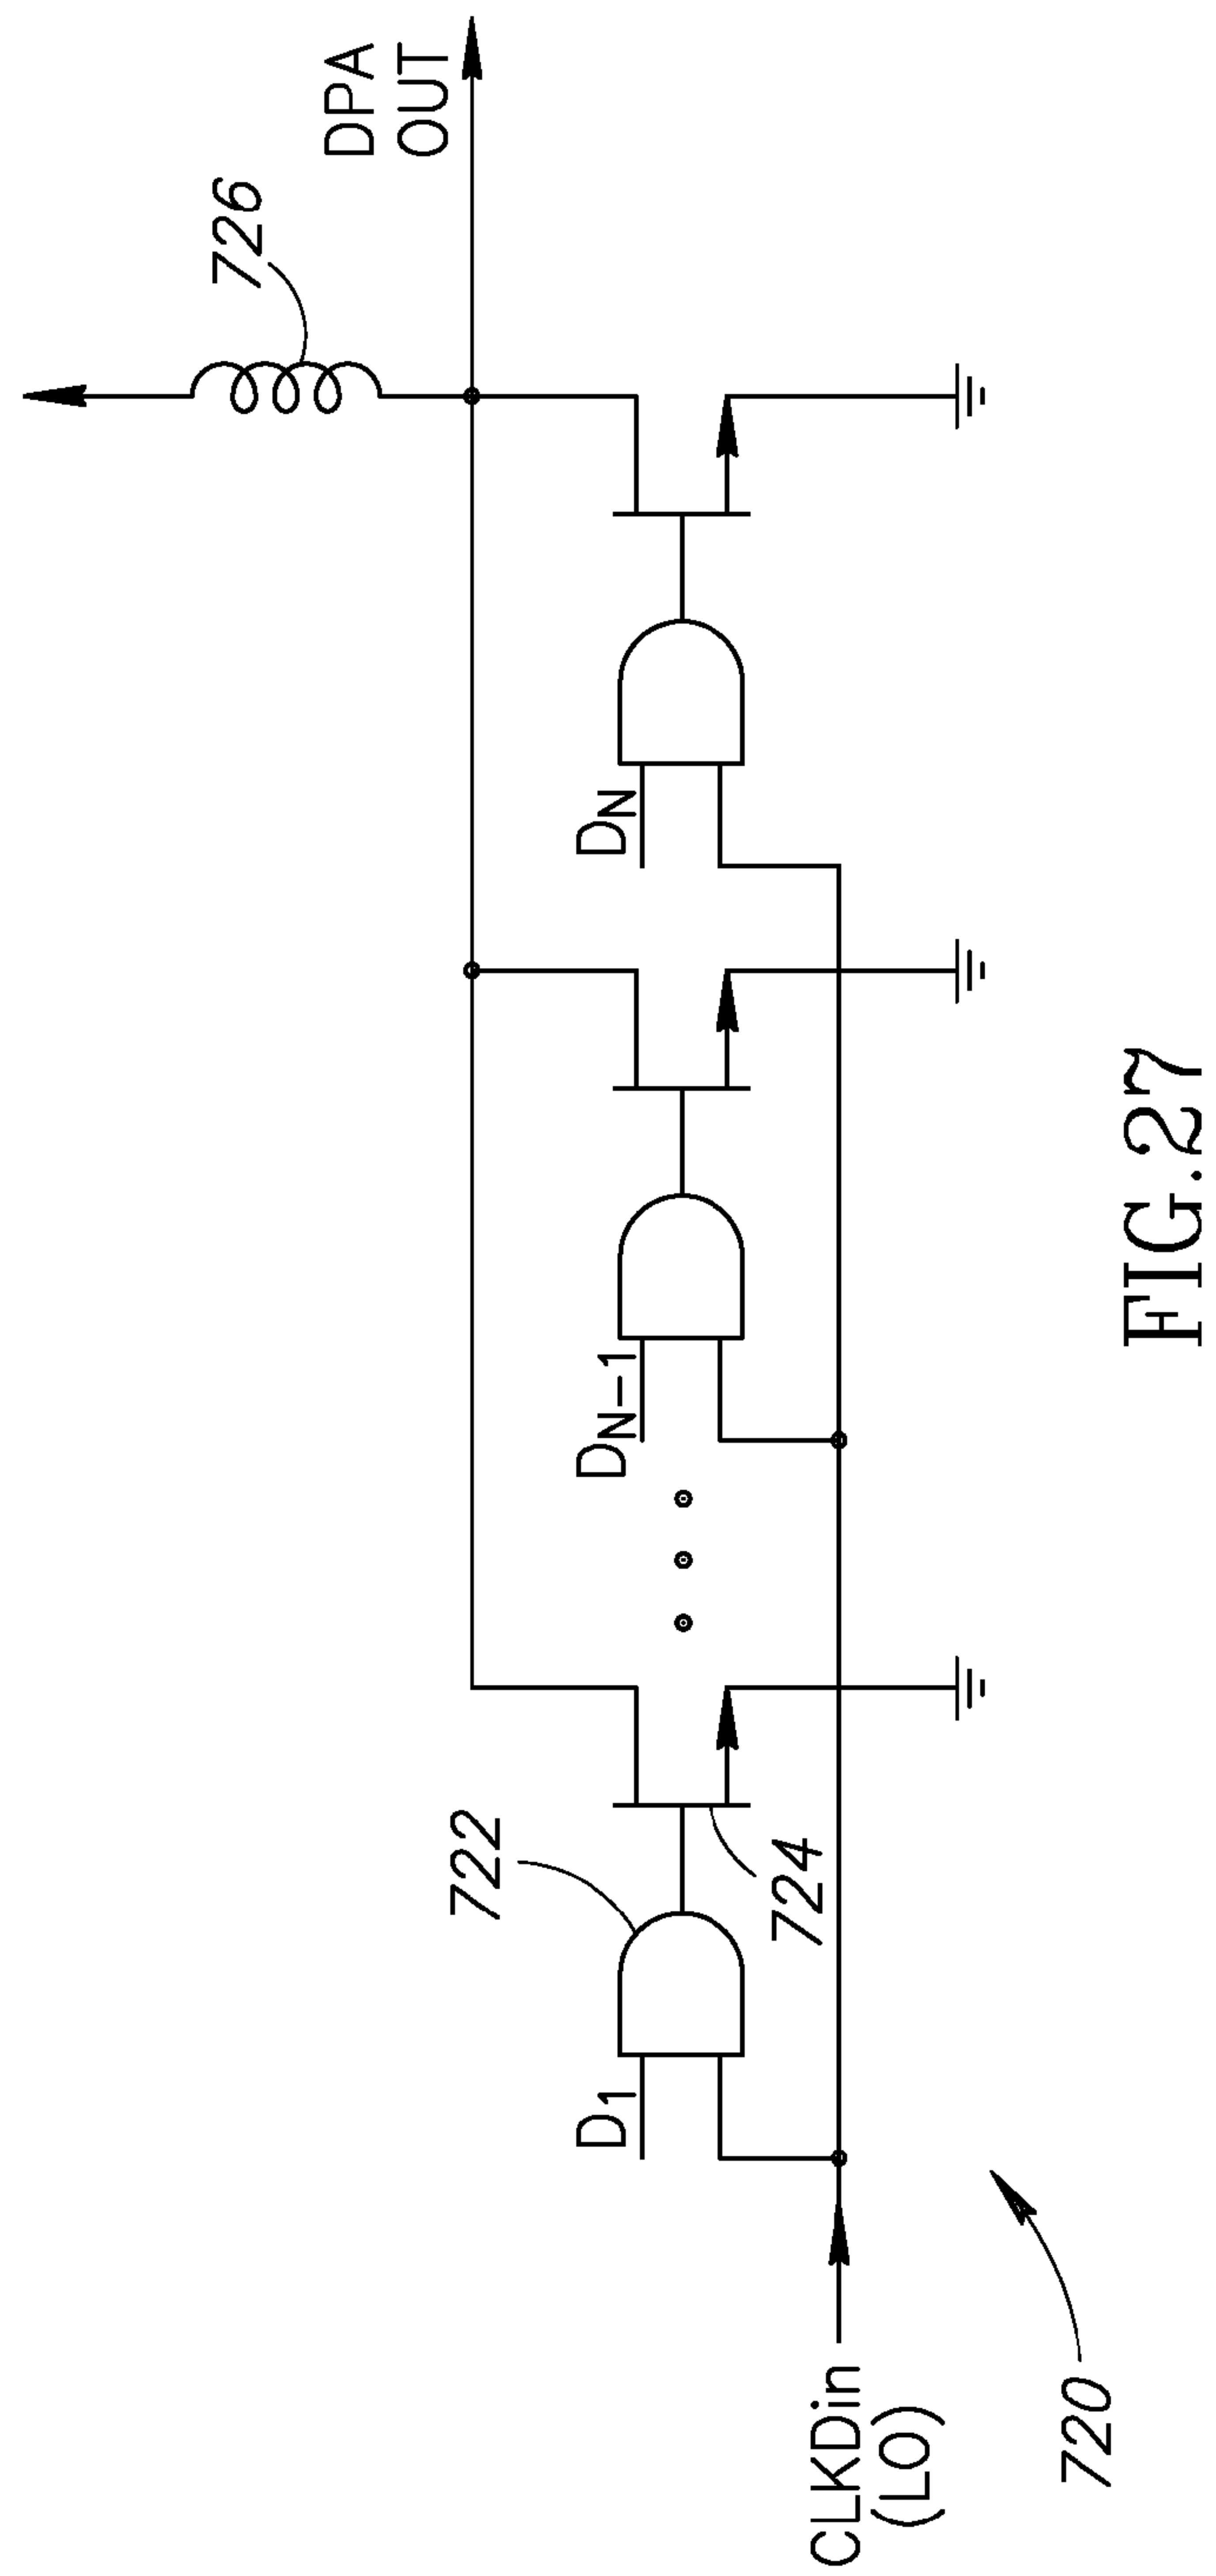 726
DPA
OUT
722
D1
DN-1
DN
724
CLKDin
(LO)
720
FIG.27